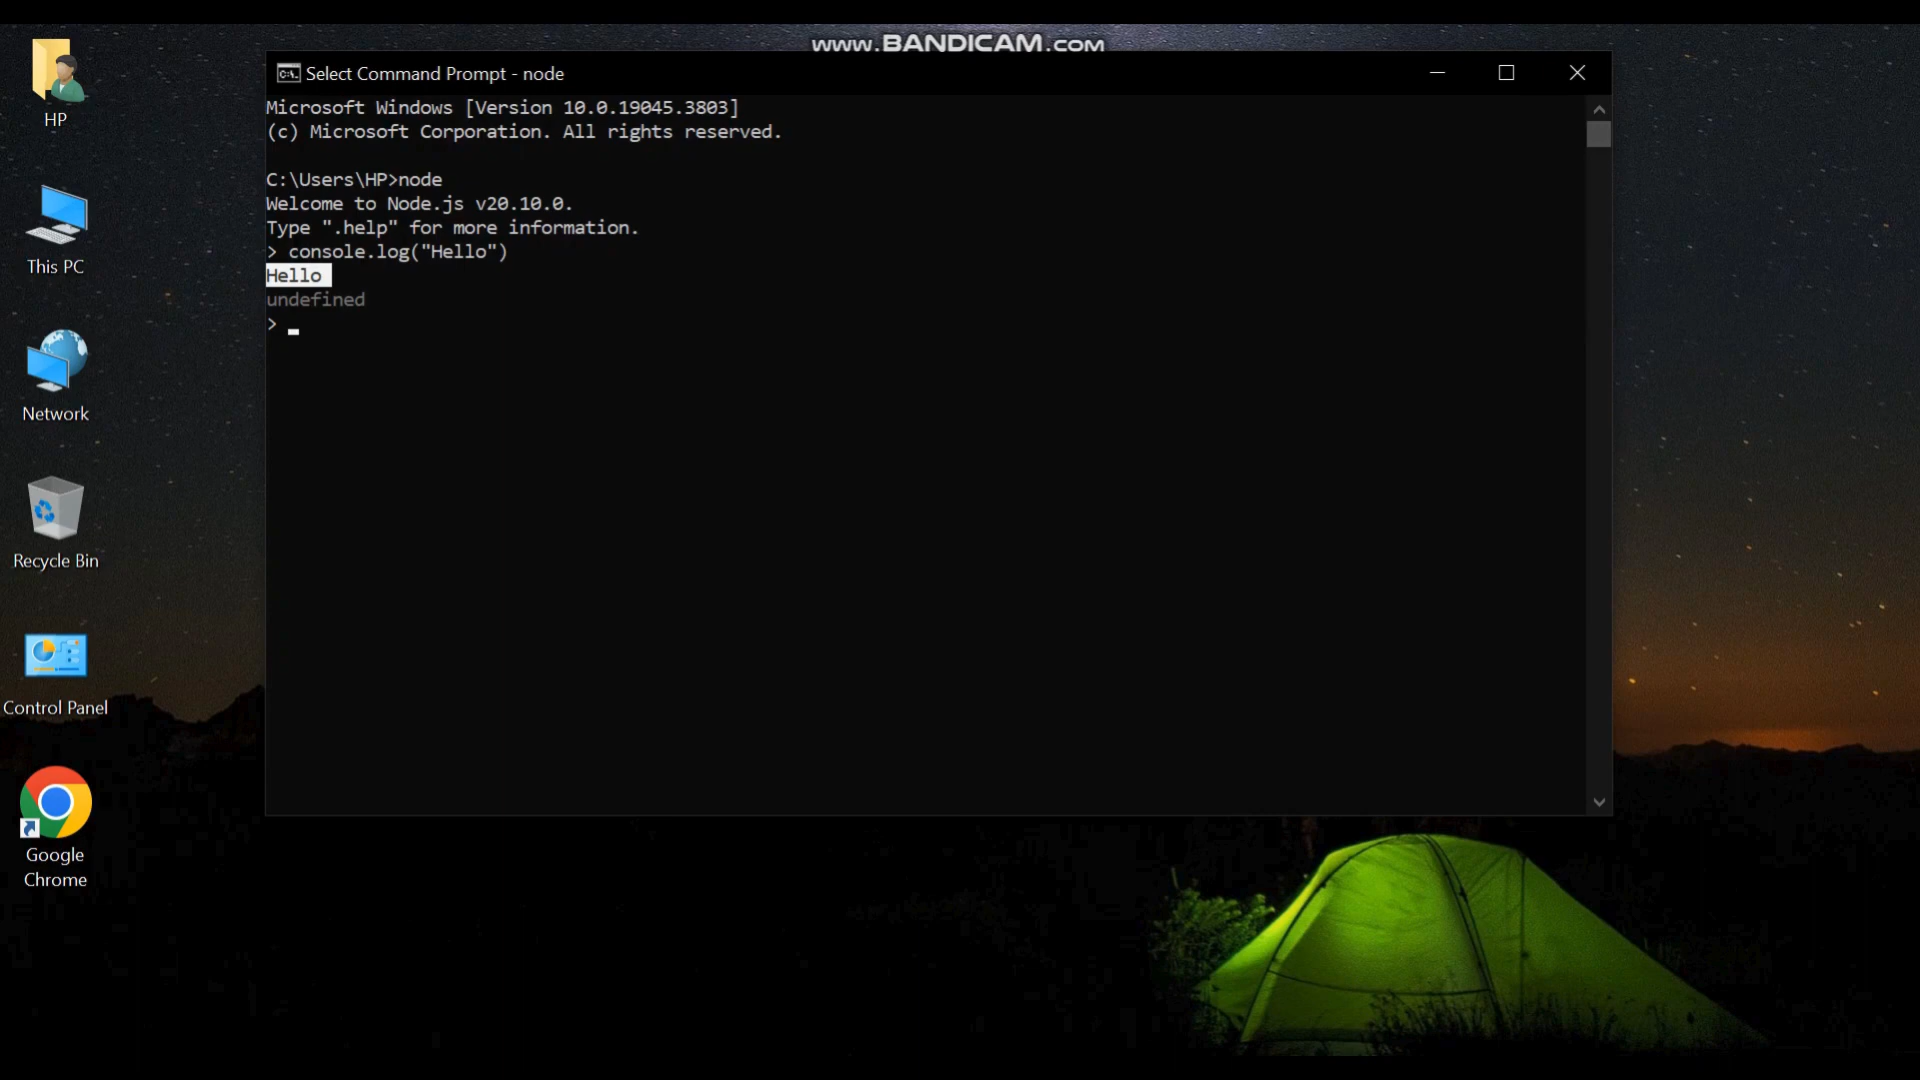 www.BANDICAM.com
Select Command Prompt - node
Microsoft Windows [Version 10.0.19045.3803]
(c) Microsoft Corporation. All rights reserved.
C:\Users\HP>node
Welcome to Node.js v20.10.0.
Type ".help" for more information.
> console.log("Hello")
Hello
undefined
>
HP
This PC
Network
Recycle Bin
Control Panel
Google
Chrome